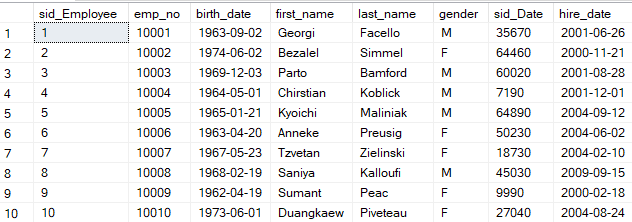 sid_Employee emp_no birth_date first_name last_name gender sid_Date hire_date
1 1 10001 1963-09-02 Georgi Facello M 35670 2001-06-26
2 2 10002 1974-06-02 Bezalel Simmel F 64460 2000-11-21
3 3 10003 1969-12-03 Parto Bamford M 60020 2001-08-28
4 4 10004 1964-05-01 Chirstian Koblick M 7190 2001-12-01
5 5 10005 1965-01-21 Kyoichi Maliniak M 64890 2004-09-12
6 6 10006 1963-04-20 Anneke Preusig F 50230 2004-06-02
7 7 10007 1967-05-23 Tzvetan Zielinski F 18730 2004-02-10
8 8 10008 1968-02-19 Saniya Kalloufi M 45030 2009-09-15
9 9 10009 1962-04-19 Sumant Peac F 9990 2000-02-18
10 10 10010 1973-06-01 Duangkaew Piveteau F 27040 2004-08-24